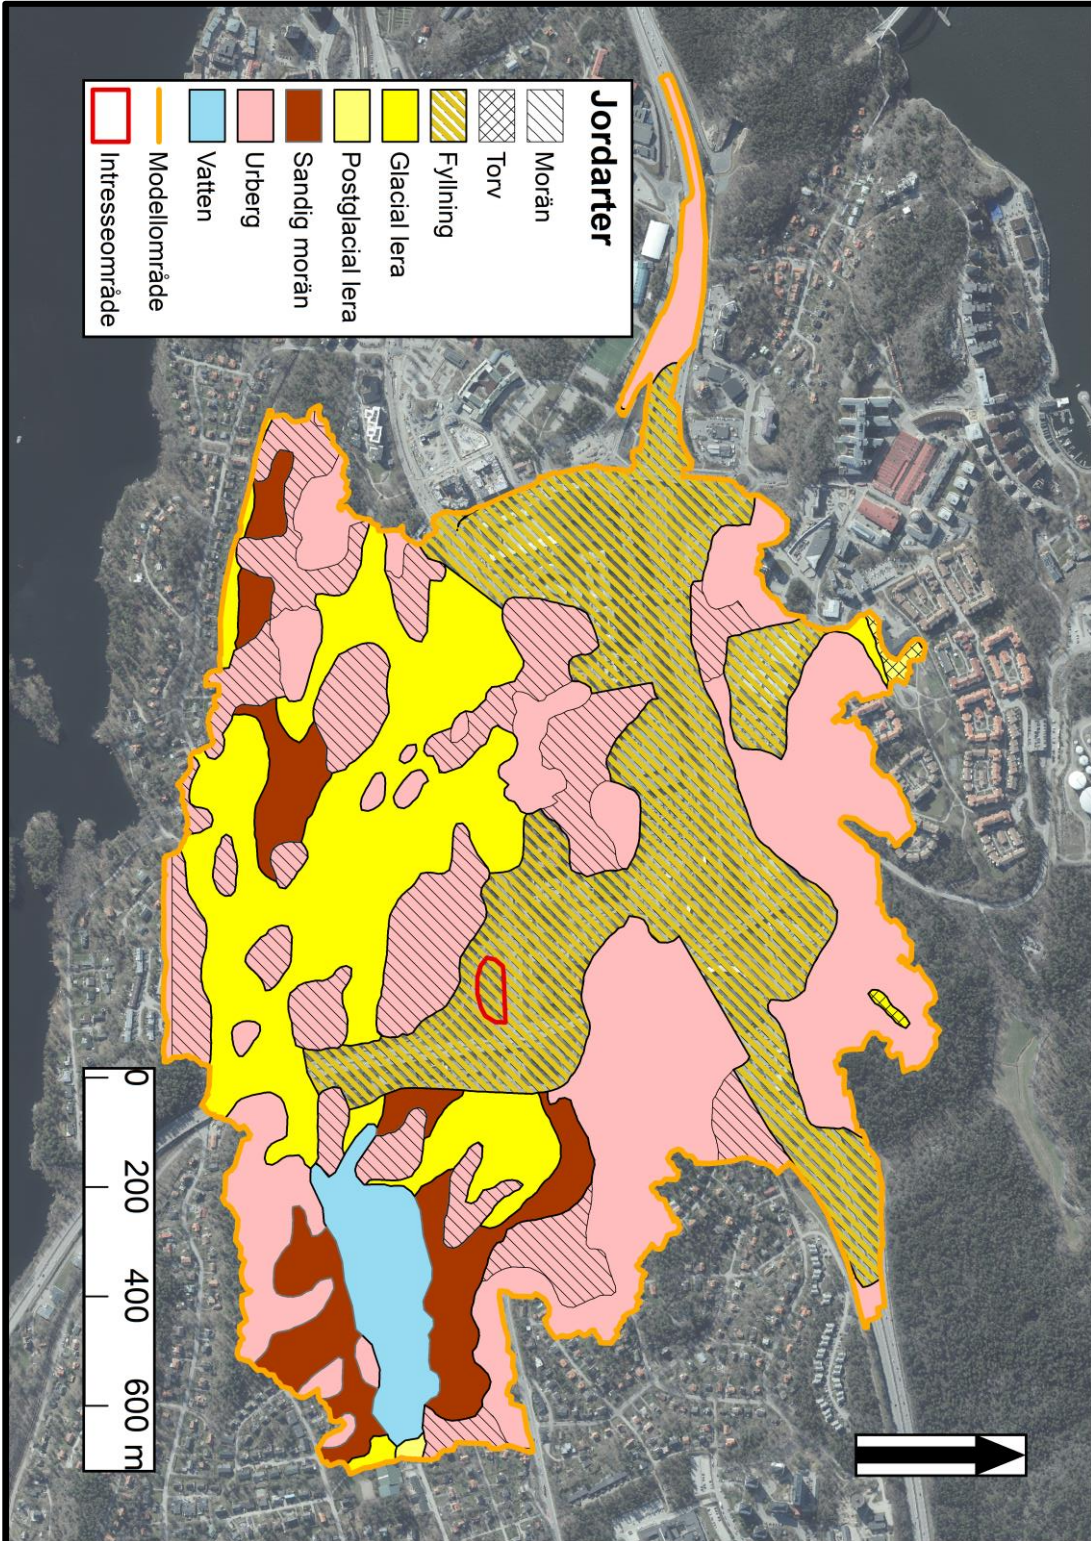 Jordarter
Morän
Torv
Fyllning
Glacial lera
Postglacial lera
Sandig morän
Urberg
Vatten
Modellområde
Intresseområde
0 200 400 600 m